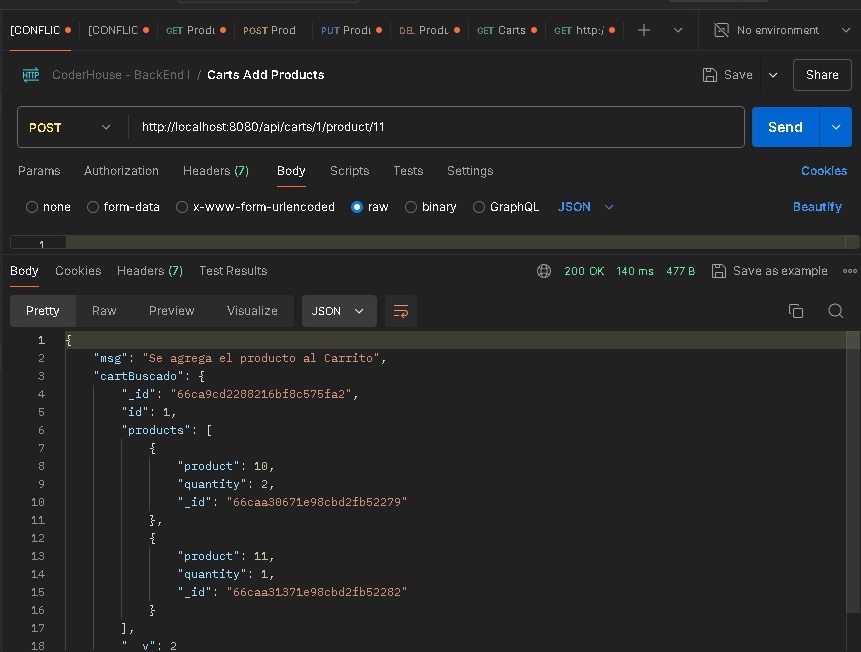 [CONFLIC [CONFLIC GET Prod POST Prod PUT Produ DEL Produ GET Carts GET http:/ No environment
HTTP CoderHouse - BackEnd I / Carts Add Products Save Share
POST http://localhost:8080/api/carts/1/product/11 Send
Params Authorization Headers (7) Body Scripts Tests Settings Cookies
none form-data x-www-form-urlencoded raw binary GraphQL JSON Beautify
1
Body Cookies Headers (7) Test Results 200 OK 140 ms 477 B Save as example
Pretty Raw Preview Visualize JSON
1 {
2 "msg": "Se agrega el producto al Carrito",
3 "cartBuscado": {
4 "_id": "66ca9cd2288216bf8c575fa2",
5 "id": 1,
6 "products": [
7 {
8 "product": 10,
9 "quantity": 2,
10 "_id": "66caa30671e98cbd2fb52279"
11 },
12 {
13 "product": 11,
14 "quantity": 1,
15 "_id": "66caa31371e98cbd2fb52282"
16 }
17 ],
18 "__v": 2